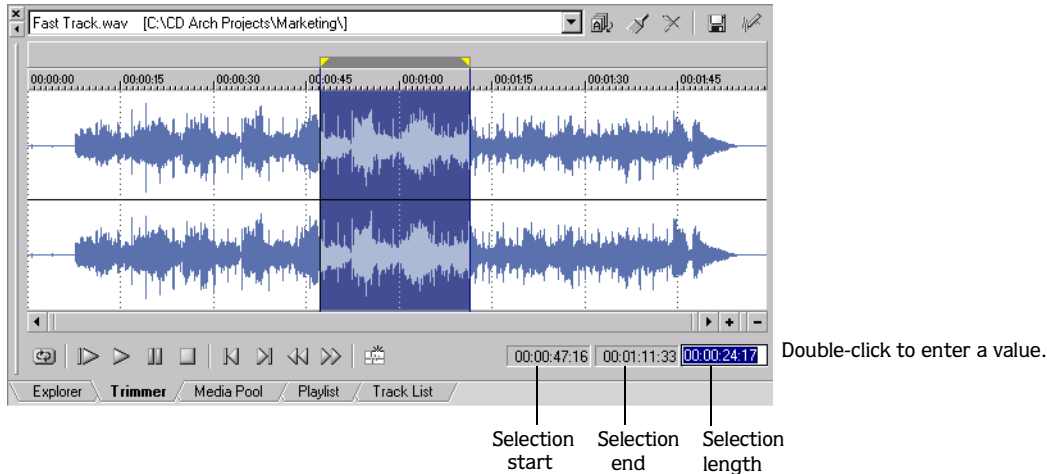 Fast Track.wav [C:\CD Arch Projects\Marketing\]
00:00:00 00:00:15 00:00:30 00:00:45 00:01:00 00:01:15 00:01:30 00:01:45
00:00:47:16 00:01:11:33 00:00:24:17 Double-click to enter a value.
Explorer Trimmer Media Pool Playlist Track List
Selection start
Selection end
Selection length